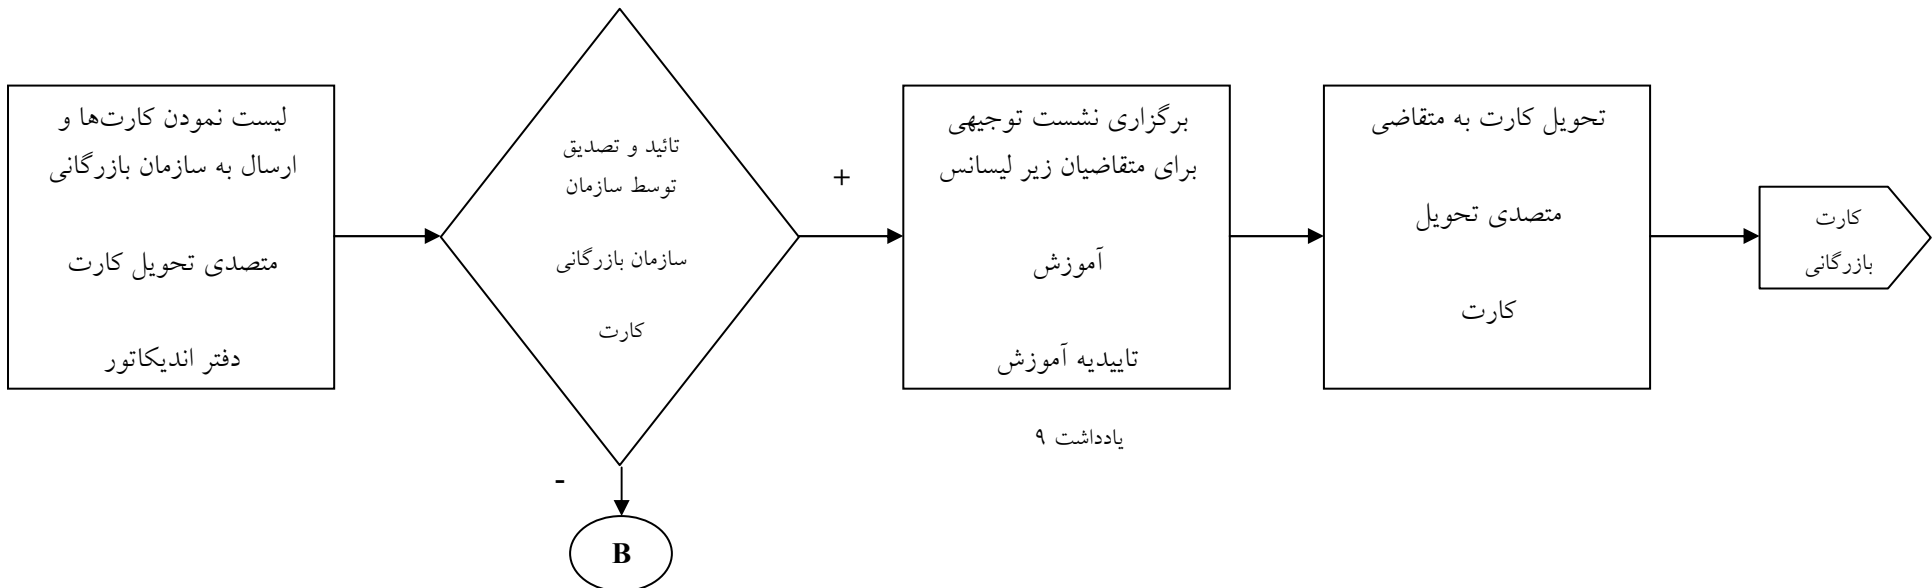 لیست نمودن کارت‌ها و
ارسال به سازمان بازرگانی
متصدی تحویل کارت
دفتر اندیکاتور
تائید و تصدیق
توسط سازمان
سازمان بازرگانی
کارت
+
-
B
برگزاری نشست توجیهی
برای متقاضیان زیر لیسانس
آموزش
تاییدیه آموزش
یادداشت ۹
تحویل کارت به متقاضی
متصدی تحویل
کارت
کارت
بازرگانی